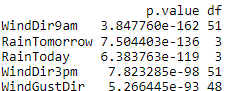 p.value df
WindDir9am 3.847760e-162 51
RainTomorrow 7.504403e-136 3
RainToday 6.383763e-119 3
WindDir3pm 7.823285e-98 51
WindGustDir 5.266445e-93 48